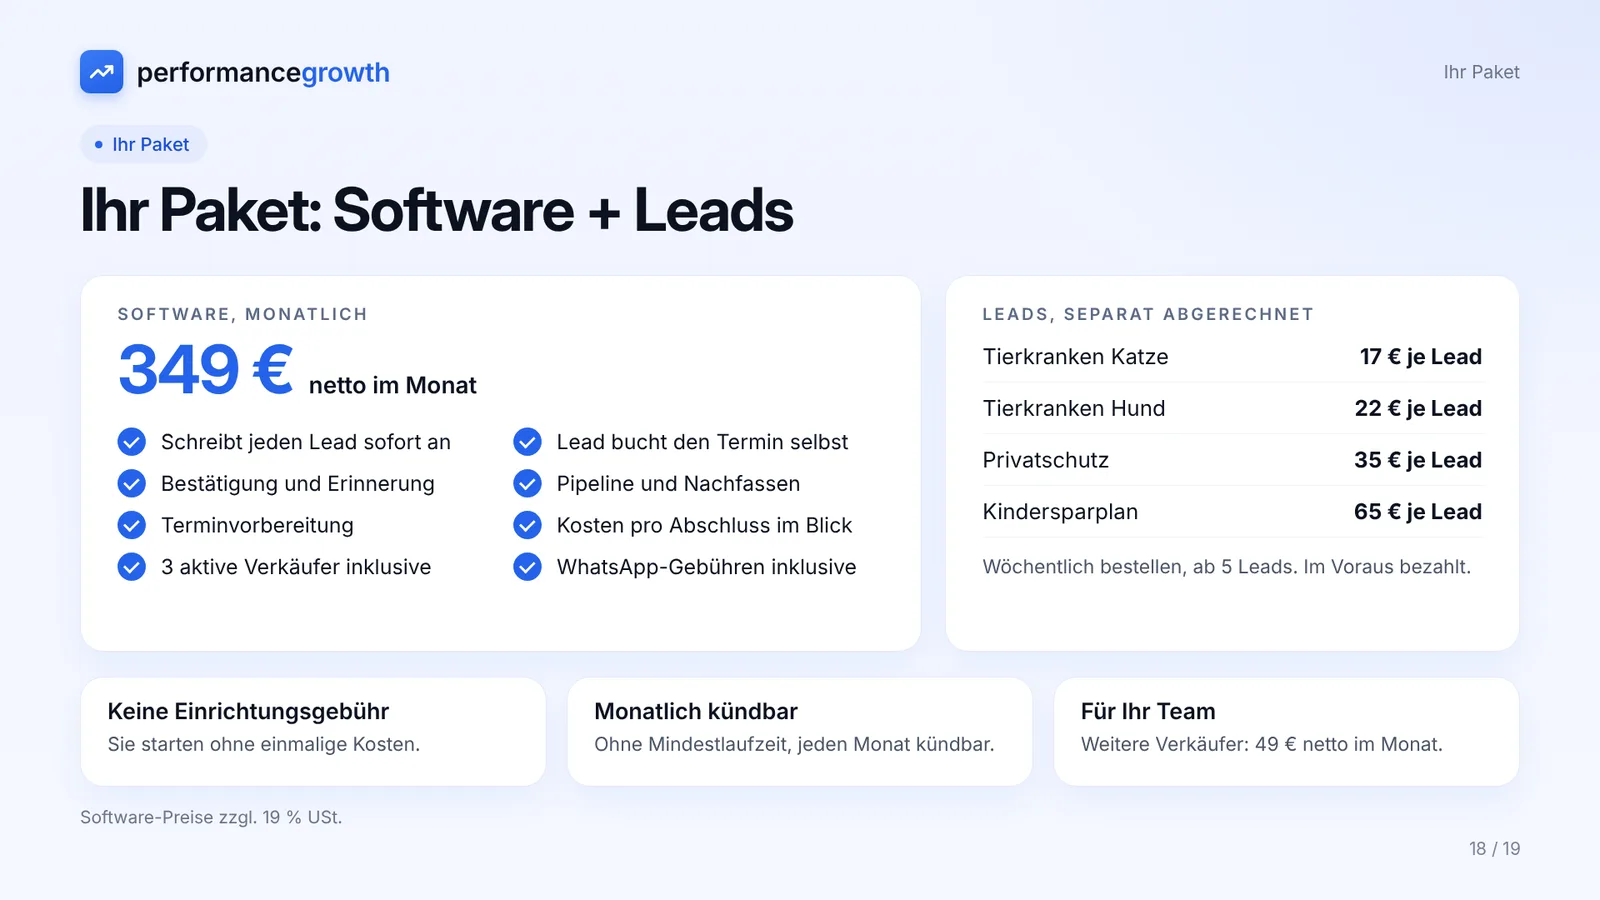 performancegrowth
Ihr Paket
Ihr Paket
Ihr Paket: Software + Leads
SOFTWARE, MONATLICH
349 € netto im Monat
Schreibt jeden Lead sofort an
Lead bucht den Termin selbst
Bestätigung und Erinnerung
Pipeline und Nachfassen
Terminvorbereitung
Kosten pro Abschluss im Blick
3 aktive Verkäufer inklusive
WhatsApp-Gebühren inklusive
LEADS, SEPARAT ABGERECHNET
Tierkranken Katze 17 € je Lead
Tierkranken Hund 22 € je Lead
Privatschutz 35 € je Lead
Kindersparplan 65 € je Lead
Wöchentlich bestellen, ab 5 Leads. Im Voraus bezahlt.
Keine Einrichtungsgebühr
Sie starten ohne einmalige Kosten.
Monatlich kündbar
Ohne Mindestlaufzeit, jeden Monat kündbar.
Für Ihr Team
Weitere Verkäufer: 49 € netto im Monat.
Software-Preise zzgl. 19 % USt.
18 / 19